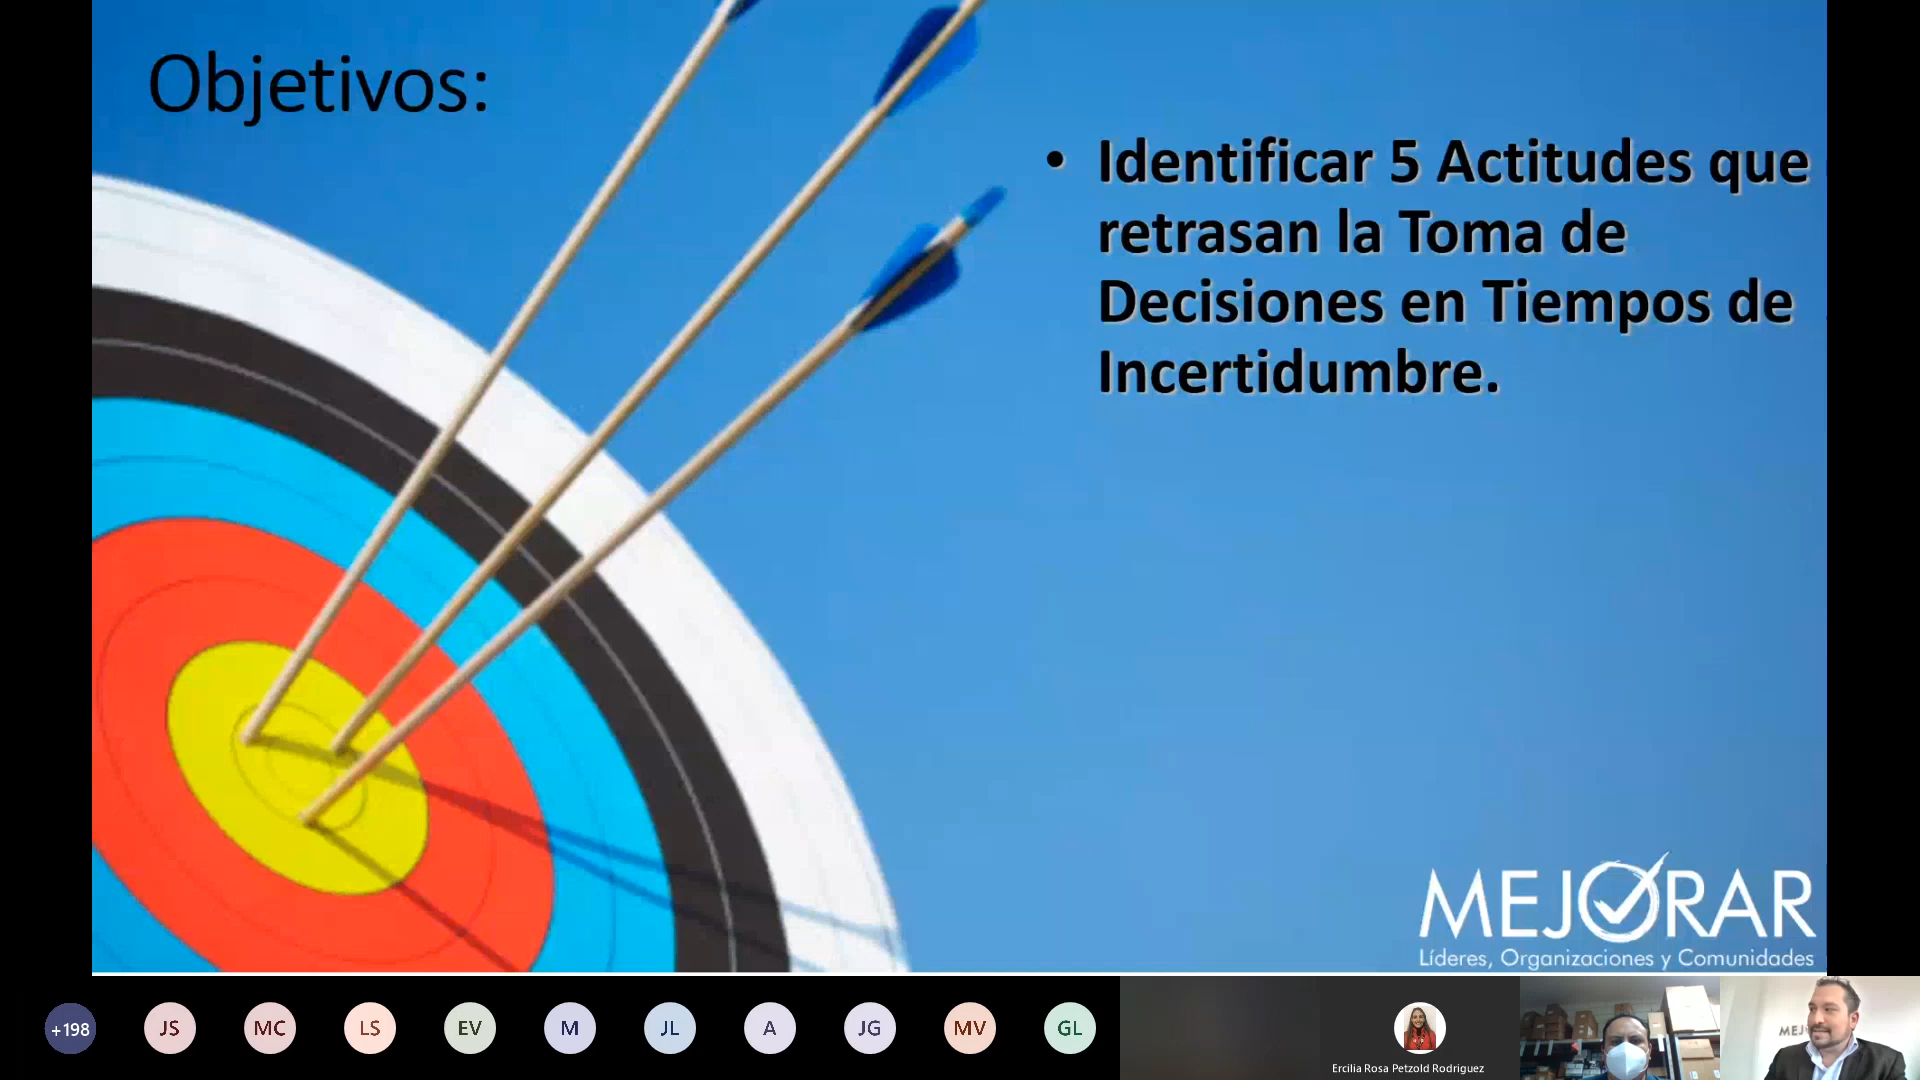 Objetivos:
• Identificar 5 Actitudes que
retrasan la Toma de
Decisiones en Tiempos de
Incertidumbre.
MEJORAR
Líderes, Organizaciones y Comunidades
+198
JS
MC
LS
EV
M
JL
A
JG
MV
GL
Ercilia Rosa Petzold Rodriguez